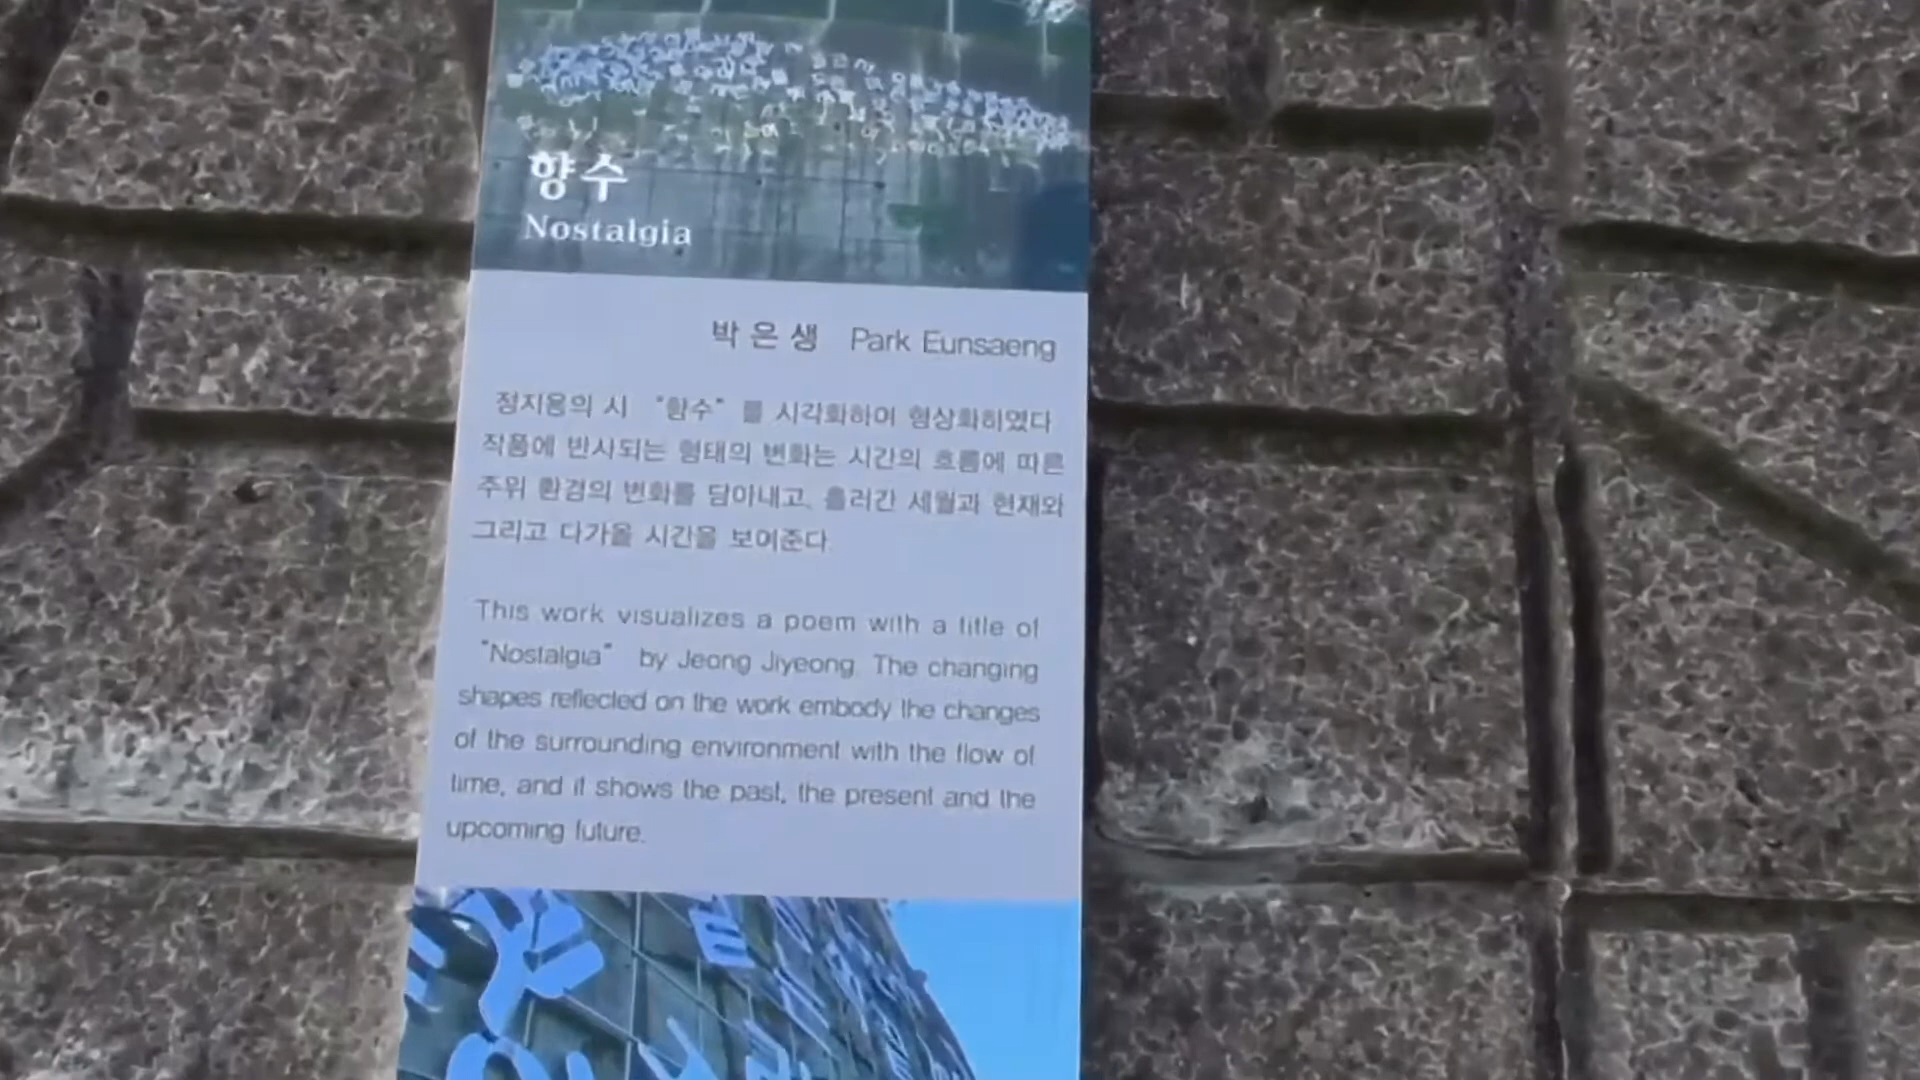 향수
Nostalgia
박은생 Park Eunsaeng
정지용의 시 "향수" 를 시각화하여 형상화하였다
작품에 반사되는 형태의 변화는 시간의 흐름에 따른
주위 환경의 변화를 담아내고, 흘러간 세월과 현재와
그리고 다가올 시간을 보여준다
This work visualizes a poem with a title of
"Nostalgia" by Jeong Jiyeong. The changing
shapes reflected on the work embody the changes
of the surrounding environment with the flow of
time, and it shows the past, the present and the
upcoming future.